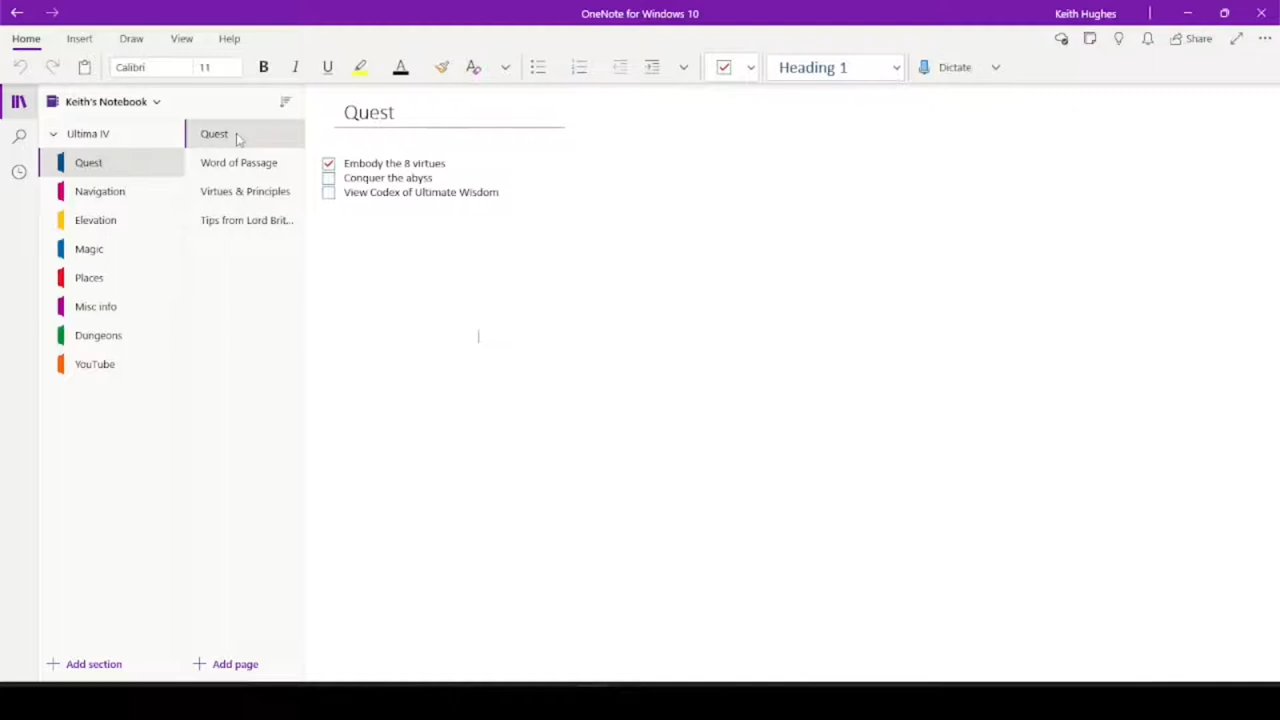 OneNote for Windows 10
Keith Hughes
Home Insert Draw View Help
Share
Calibri 11 B I U A A Heading 1 Dictate
Keith's Notebook
Ultima IV
Quest
Navigation
Elevation
Magic
Places
Misc info
Dungeons
YouTube
Add section
Quest
Word of Passage
Virtues & Principles
Tips from Lord Brit...
Add page
Quest
Embody the 8 virtues
Conquer the abyss
View Codex of Ultimate Wisdom